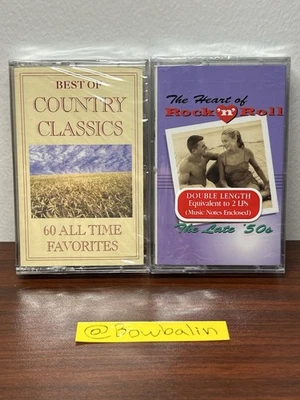 BEST OF
COUNTRY
CLASSICS
60 ALL TIME
FAVORITES
The Heart of
Rock 'n' Roll
DOUBLE LENGTH
Equivalent to 2 LPs
(Music Notes Enclosed)
The Late '50s
@Bowbalin